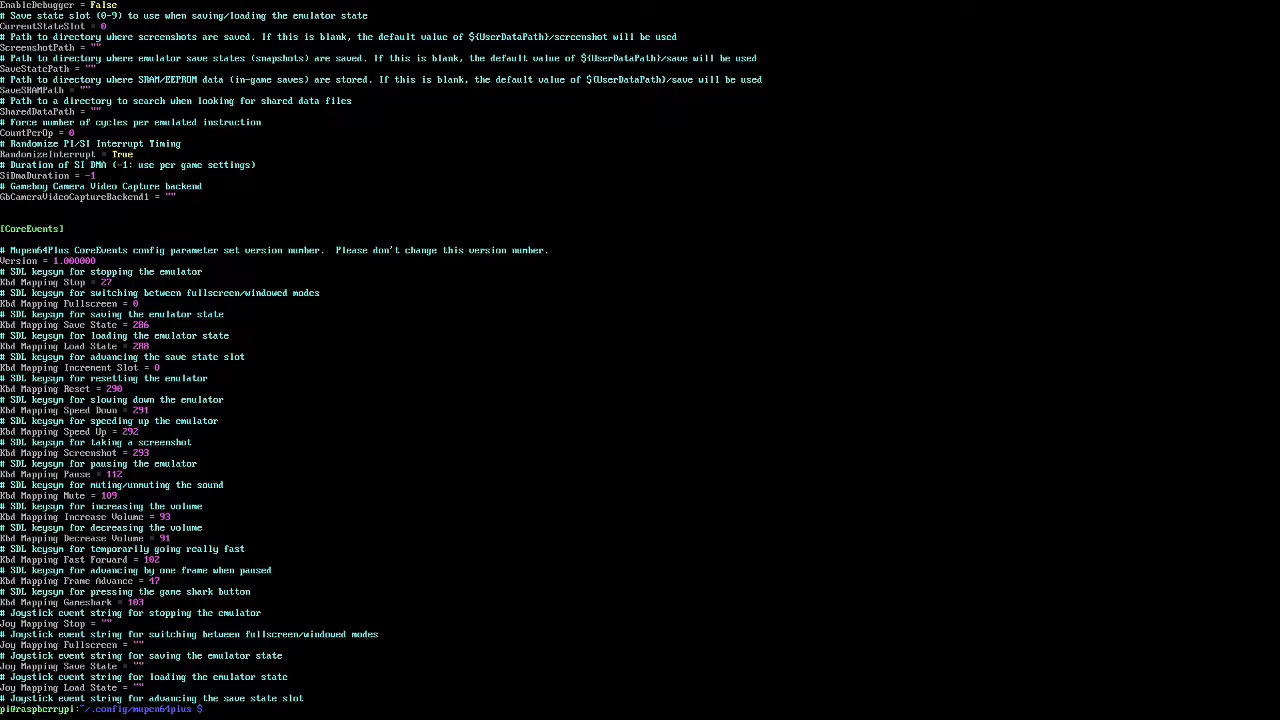 EnableDebugger = False
# Save state slot (0-9) to use when saving/loading the emulator state
CurrentStateSlot = 0
# Path to directory where screenshots are saved. If this is blank, the default value of ${UserDataPath}/screenshot will be used
ScreenshotPath = ""
# Path to directory where emulator save states (snapshots) are saved. If this is blank, the default value of ${UserDataPath}/save will be used
SaveStatePath = ""
# Path to directory where SRAM/EEPROM data (in-game saves) are stored. If this is blank, the default value of ${UserDataPath}/save will be used
SaveSRAMPath = ""
# Path to a directory to search when looking for shared data files
SharedDataPath = ""
# Force number of cycles per emulated instruction
CountPerOp = 0
# Randomize PI/SI Interrupt Timing
RandomizeInterrupt = True
# Duration of SI DMA (-1: use per game settings)
SiDmaDuration = -1
# Gameboy Camera Video Capture backend
GbCameraVideoCaptureBackend1 = ""
[CoreEvents]
# Mupen64Plus CoreEvents config parameter set version number.  Please don't change this version number.
Version = 1.000000
# SDL keysym for stopping the emulator
Kbd Mapping Stop = 27
# SDL keysym for switching between fullscreen/windowed modes
Kbd Mapping Fullscreen = 0
# SDL keysym for saving the emulator state
Kbd Mapping Save State = 286
# SDL keysym for loading the emulator state
Kbd Mapping Load State = 288
# SDL keysym for advancing the save state slot
Kbd Mapping Increment Slot = 0
# SDL keysym for resetting the emulator
Kbd Mapping Reset = 290
# SDL keysym for slowing down the emulator
Kbd Mapping Speed Down = 291
# SDL keysym for speeding up the emulator
Kbd Mapping Speed Up = 292
# SDL keysym for taking a screenshot
Kbd Mapping Screenshot = 293
# SDL keysym for pausing the emulator
Kbd Mapping Pause = 112
# SDL keysym for muting/unmuting the sound
Kbd Mapping Mute = 109
# SDL keysym for increasing the volume
Kbd Mapping Increase Volume = 93
# SDL keysym for decreasing the volume
Kbd Mapping Decrease Volume = 91
# SDL keysym for temporarily going really fast
Kbd Mapping Fast Forward = 102
# SDL keysym for advancing by one frame when paused
Kbd Mapping Frame Advance = 47
# SDL keysym for pressing the game shark button
Kbd Mapping Gameshark = 103
# Joystick event string for stopping the emulator
Joy Mapping Stop = ""
# Joystick event string for switching between fullscreen/windowed modes
Joy Mapping Fullscreen = ""
# Joystick event string for saving the emulator state
Joy Mapping Save State = ""
# Joystick event string for loading the emulator state
Joy Mapping Load State = ""
# Joystick event string for advancing the save state slot
pi@raspberrypi:~/.config/mupen64plus $